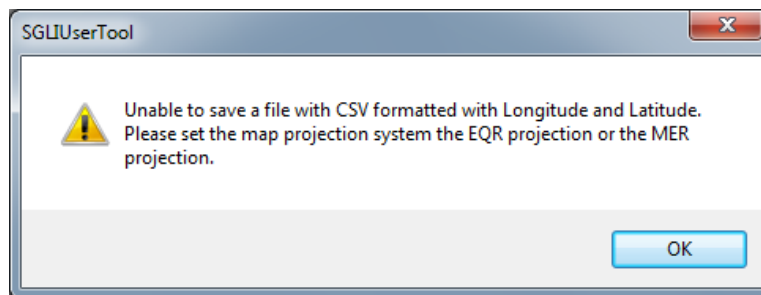 SGLIUserTool
Unable to save a file with CSV formatted with Longitude and Latitude.
Please set the map projection system the EQR projection or the MER
projection.
OK